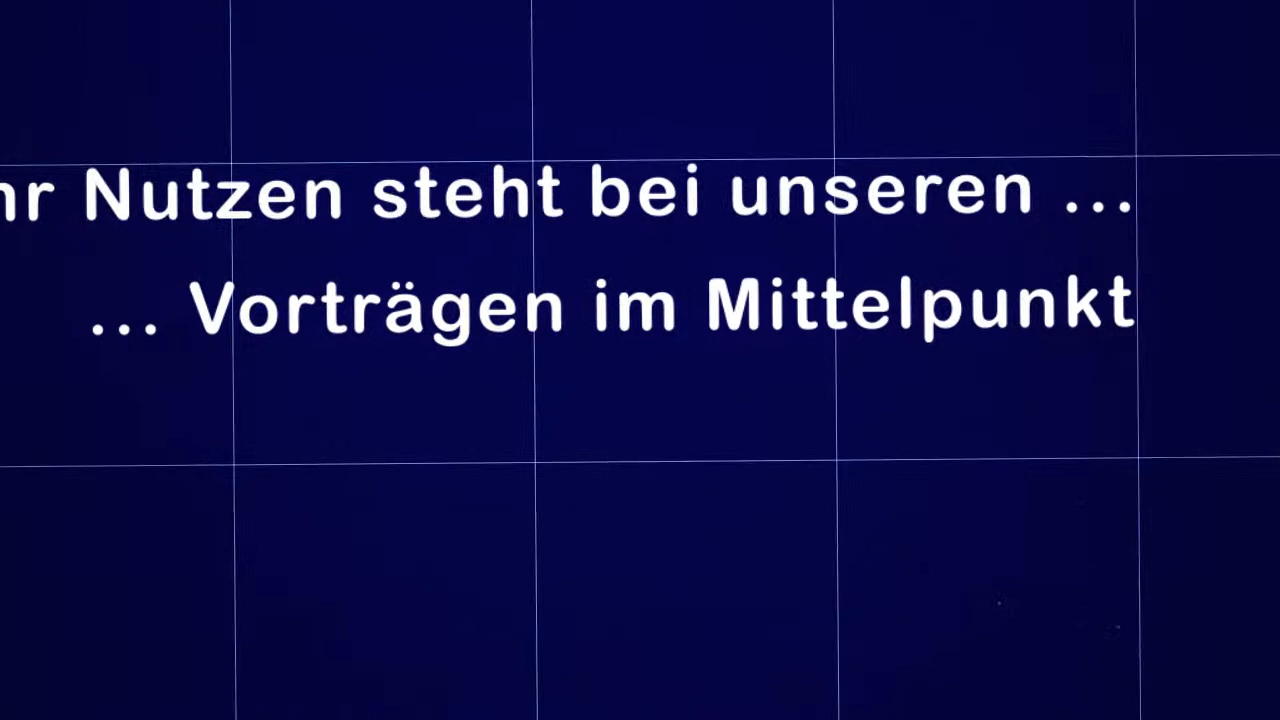 Nutzen steht bei unseren ...
... Vorträgen im Mittelpunkt